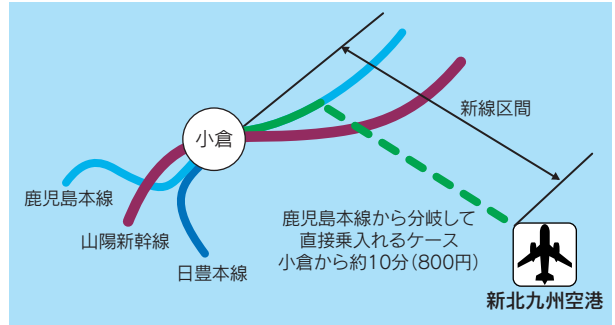 小倉
新線区間
鹿児島本線
山陽新幹線
日豊本線
鹿児島本線から分岐して
直接乗入れるケース
小倉から約10分(800円)
新北九州空港